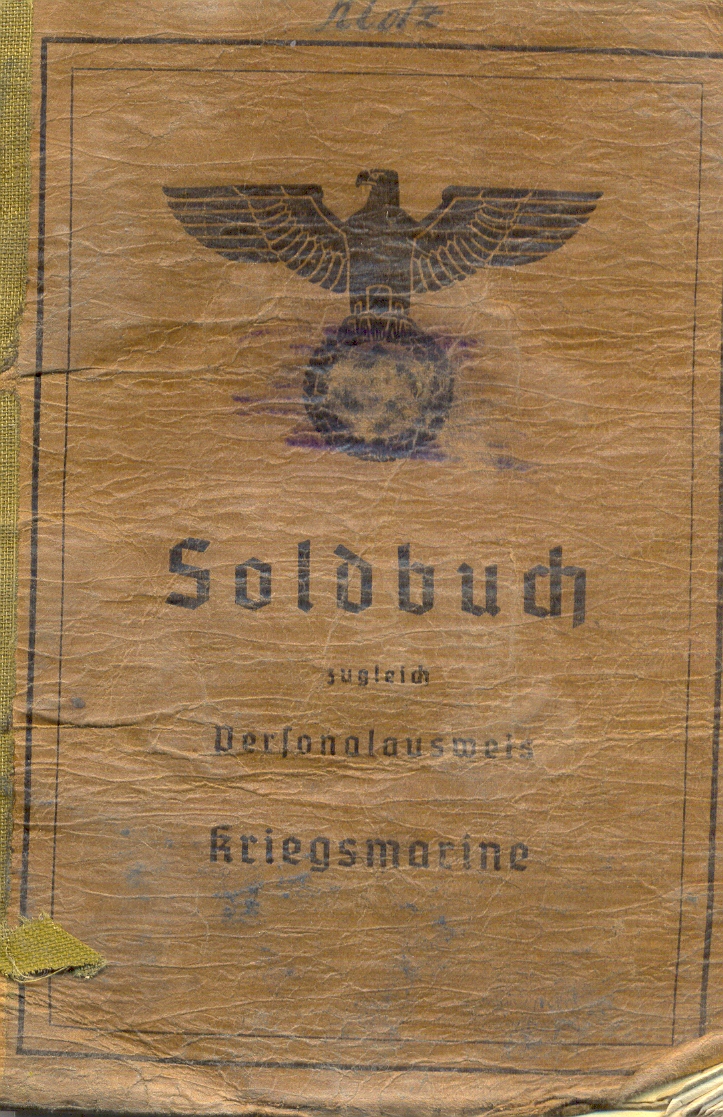 Soldbuch
zugleich
Personalausweis
Kriegsmarine